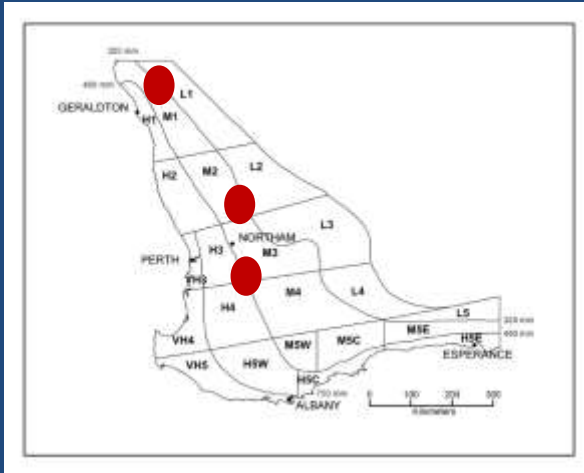 350 mm
450 mm
L1
GERALDTON
H1
M1
H2
M2
L2
L3
H3
NORTHAM
M3
PERTH
VH3
H4
M4
L4
L5
325 mm
VH4
M5W
M5C
M5E
450 mm
H5E
VH5
H5W
ESPERANCE
H5C
750 mm
ALBANY
0 100 200 300
Kilometers